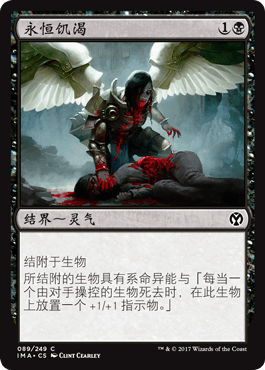 永恒饥渴 1
结界～灵气
结附于生物
所结附的生物具有系命异能与「每当一
个由对手操控的生物死去时，在此生物
上放置一个 +1/+1 指示物。」
089/249 C
IMA • CS CLINT CEARLEY
™ & © 2017 Wizards of the Coast